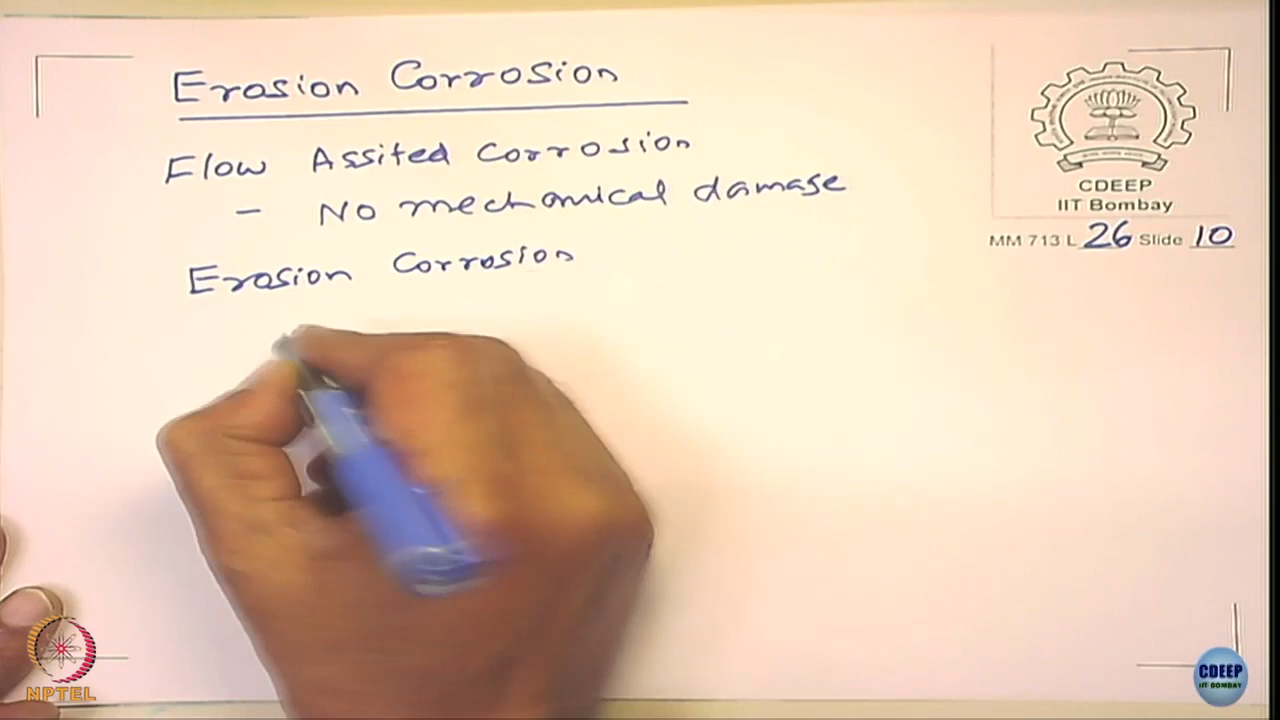 Erosion Corrosion
Flow Assited Corrosion
- No mechanical damage
Erosion Corrosion
CDEEP
IIT Bombay
MM 713 L 26 Slide 10
NPTEL
CDEEP
IIT BOMBAY